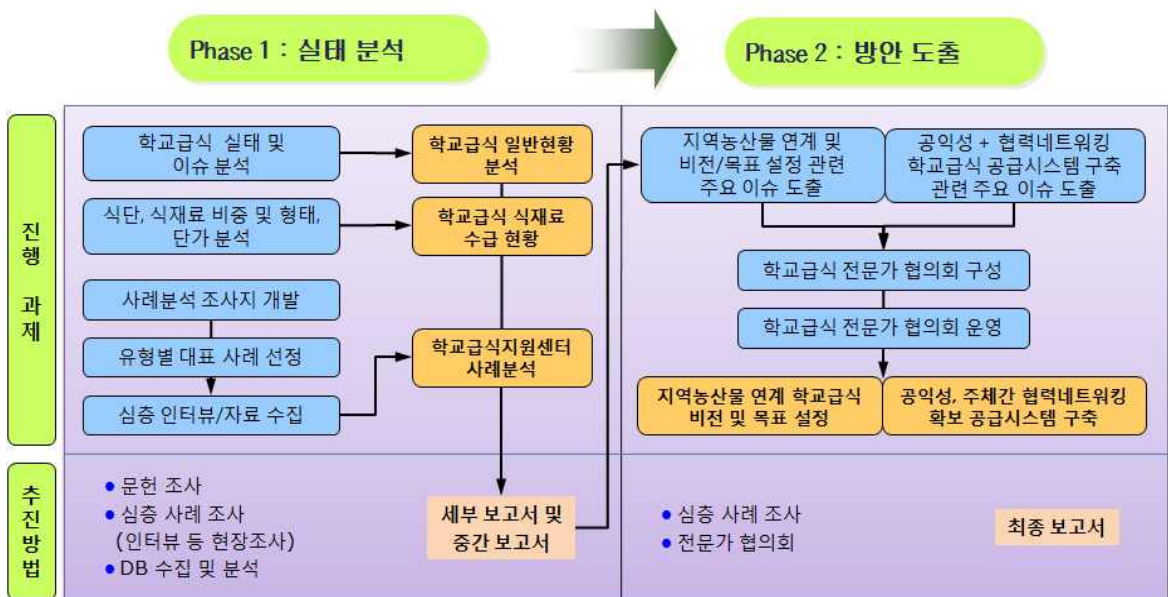 Phase 1 : 실태 분석
Phase 2 : 방안 도출
진행 과제
학교급식 실태 및
이슈 분석
학교급식 일반현황
분석
식단, 식재료 비중 및 형태,
단가 분석
학교급식 식재료
수급 현황
사례분석 조사지 개발
유형별 대표 사례 선정
심층 인터뷰/자료 수집
학교급식지원센터
사례분석
지역농산물 연계 및
비전/목표 설정 관련
주요 이슈 도출
공익성 + 협력네트워킹
학교급식 공급시스템 구축
관련 주요 이슈 도출
학교급식 전문가 협의회 구성
학교급식 전문가 협의회 운영
지역농산물 연계 학교급식
비전 및 목표 설정
공익성, 주체간 협력네트워킹
확보 공급시스템 구축
추진방법
• 문헌 조사
• 심층 사례 조사
(인터뷰 등 현장조사)
• DB 수집 및 분석
세부 보고서 및
중간 보고서
• 심층 사례 조사
• 전문가 협의회
최종 보고서